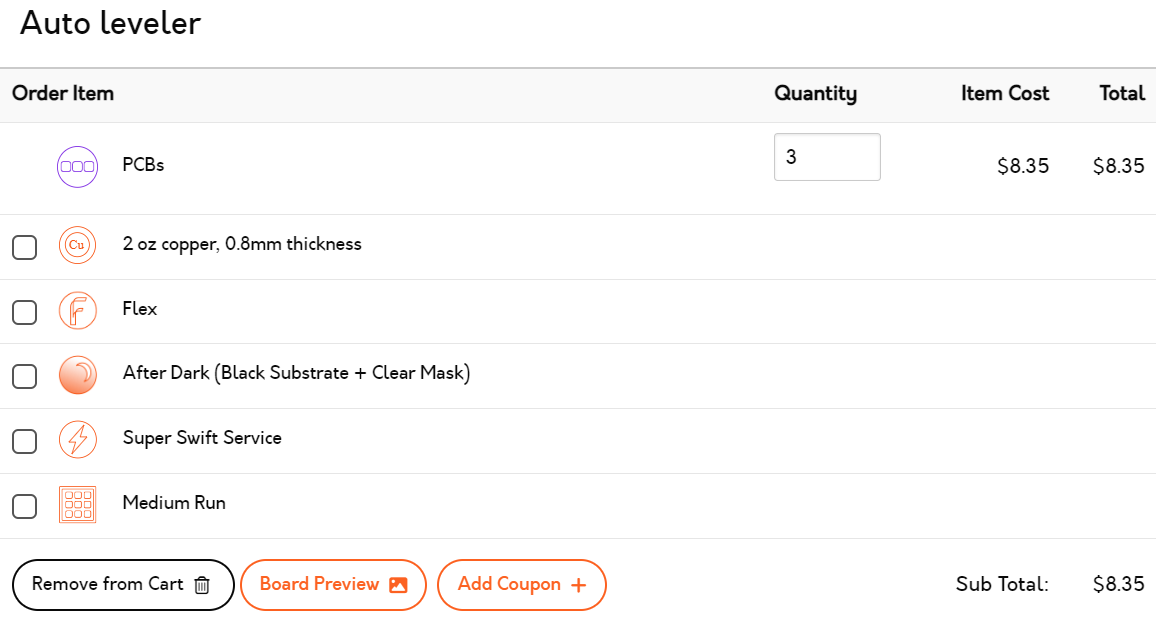 Auto leveler
Order Item Quantity Item Cost Total
PCBs 3 $8.35 $8.35
Cu 2 oz copper, 0.8mm thickness
F Flex
After Dark (Black Substrate + Clear Mask)
Super Swift Service
Medium Run
Remove from Cart Board Preview Add Coupon + Sub Total: $8.35